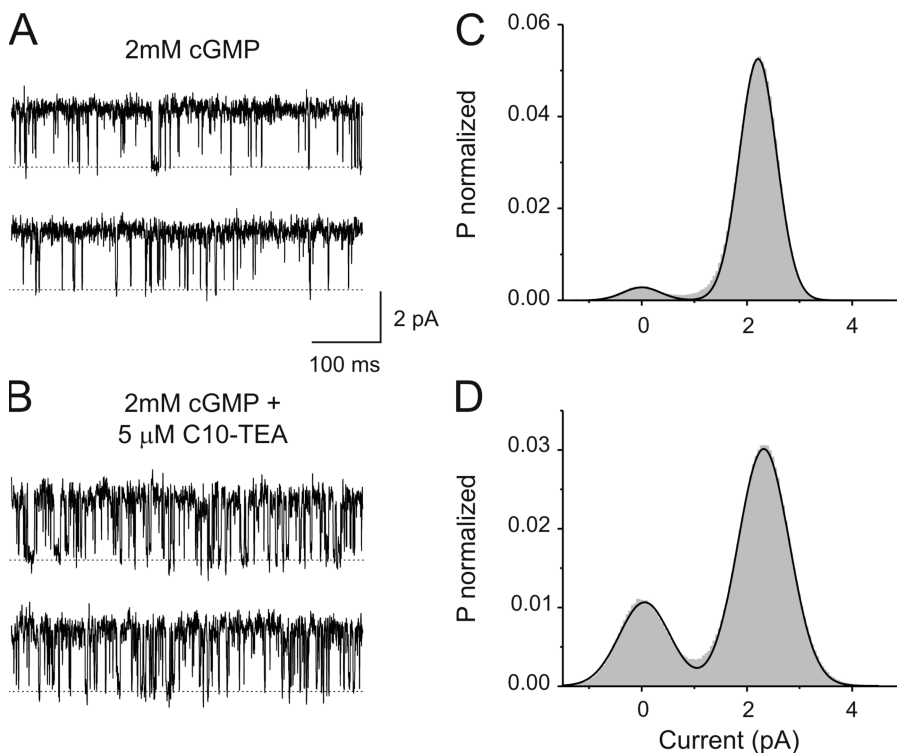 A
2mM cGMP
2 pA
100 ms
B
2mM cGMP +
5 μM C10-TEA
C
P normalized
0.06
0.04
0.02
0.00
0
2
4
D
P normalized
0.03
0.02
0.01
0.00
0
2
4
Current (pA)